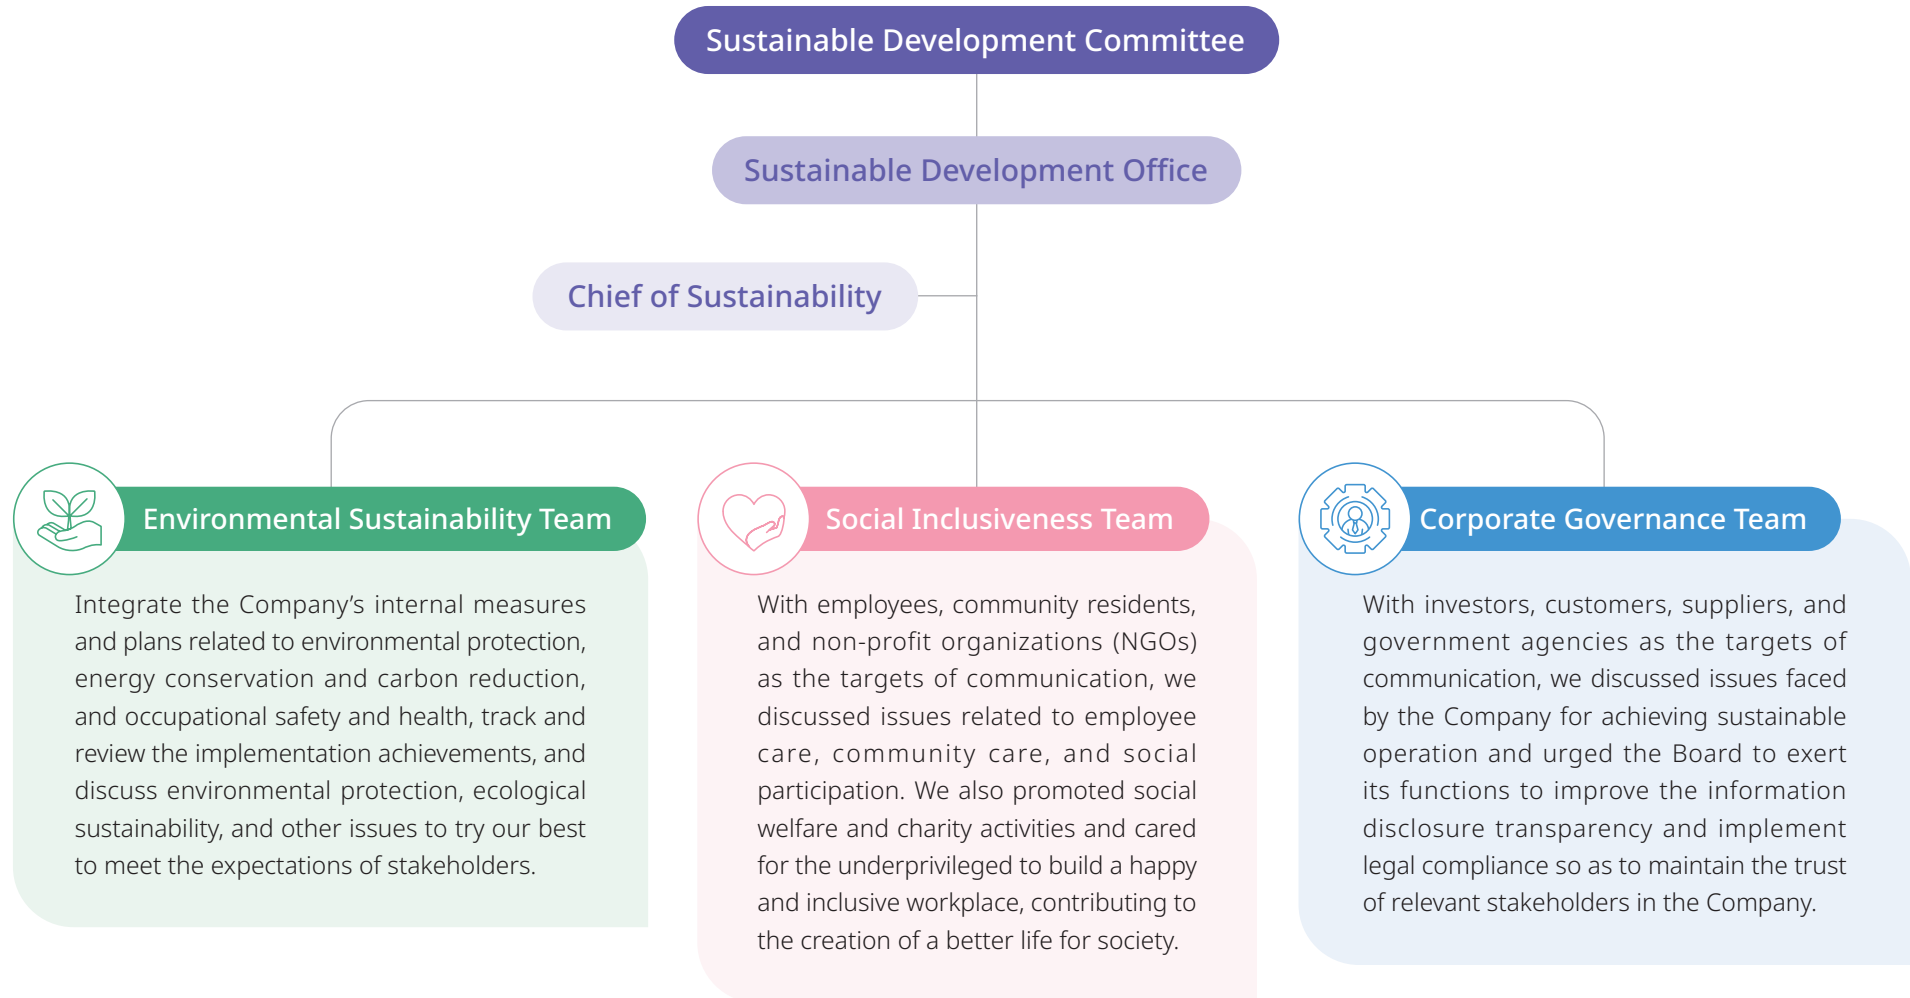 Sustainable Development Committee
Sustainable Development Office
Chief of Sustainability
Environmental Sustainability Team
Integrate the Company’s internal measures
and plans related to environmental protection,
energy conservation and carbon reduction,
and occupational safety and health, track and
review the implementation achievements, and
discuss environmental protection, ecological
sustainability, and other issues to try our best
to meet the expectations of stakeholders.
Social Inclusiveness Team
With employees, community residents,
and non-profit organizations (NGOs)
as the targets of communication, we
discussed issues related to employee
care, community care, and social
participation. We also promoted social
welfare and charity activities and cared
for the underprivileged to build a happy
and inclusive workplace, contributing to
the creation of a better life for society.
Corporate Governance Team
With investors, customers, suppliers, and
government agencies as the targets of
communication, we discussed issues faced
by the Company for achieving sustainable
operation and urged the Board to exert
its functions to improve the information
disclosure transparency and implement
legal compliance so as to maintain the trust
of relevant stakeholders in the Company.